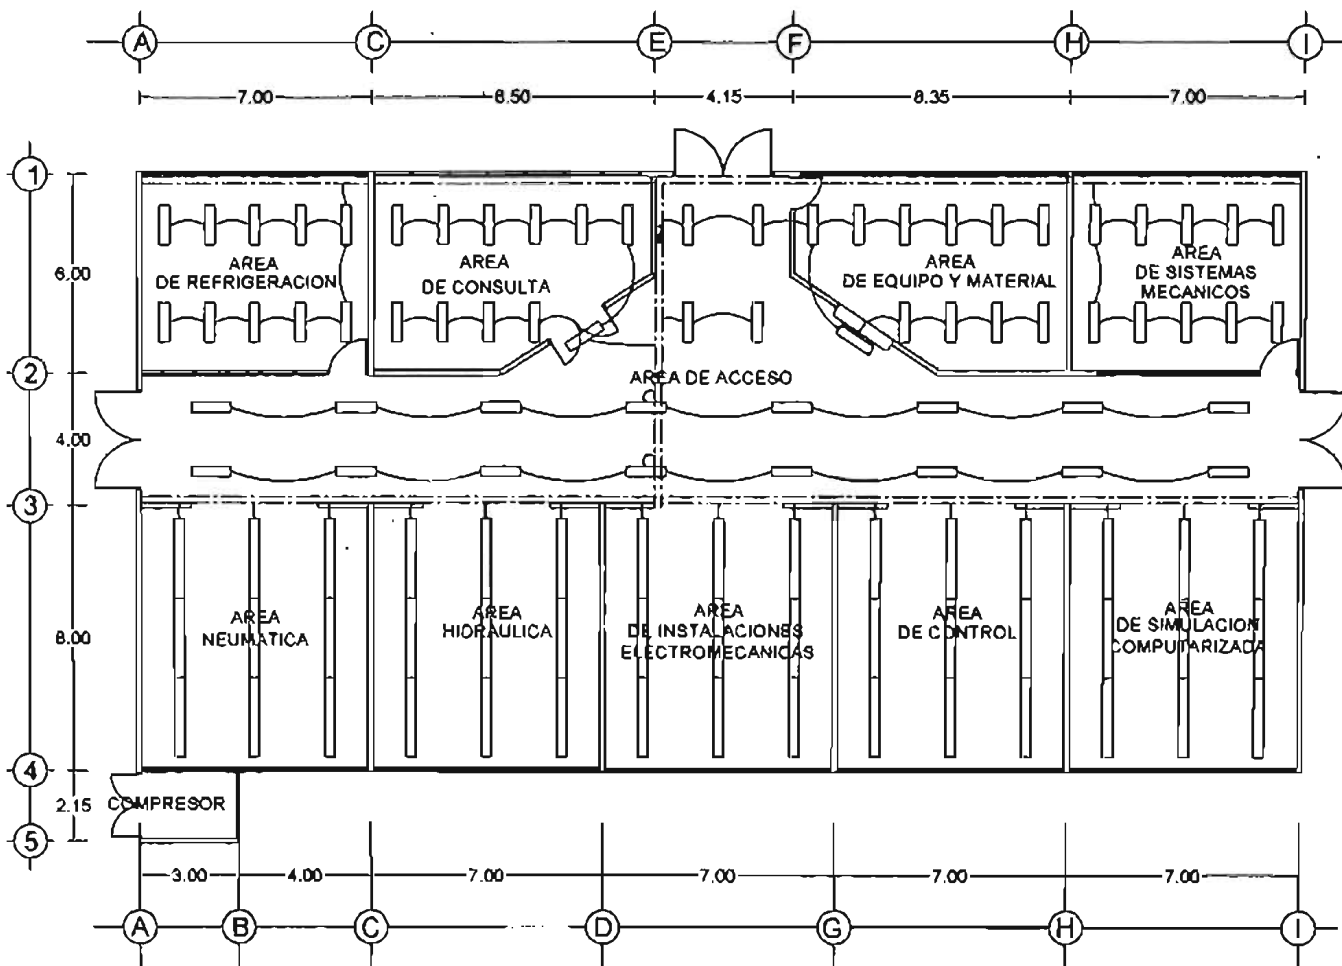 A C E F H I
7.00 8.50 4.15 8.35 7.00
1
6.00
AREA
DE REFRIGERACION
AREA
DE CONSULTA
AREA
DE EQUIPO Y MATERIAL
AREA
DE SISTEMAS
MECANICOS
2
AREA DE ACCESO
4.00
3
8.00
AREA
NEUMATICA
AREA
HIDRAULICA
AREA
DE INSTALACIONES
ELECTROMECANICAS
AREA
DE CONTROL
AREA
DE SIMULACION
COMPUTARIZADA
4
2.15 COMPRESOR
5
3.00 4.00 7.00 7.00 7.00 7.00
A B C D G H I